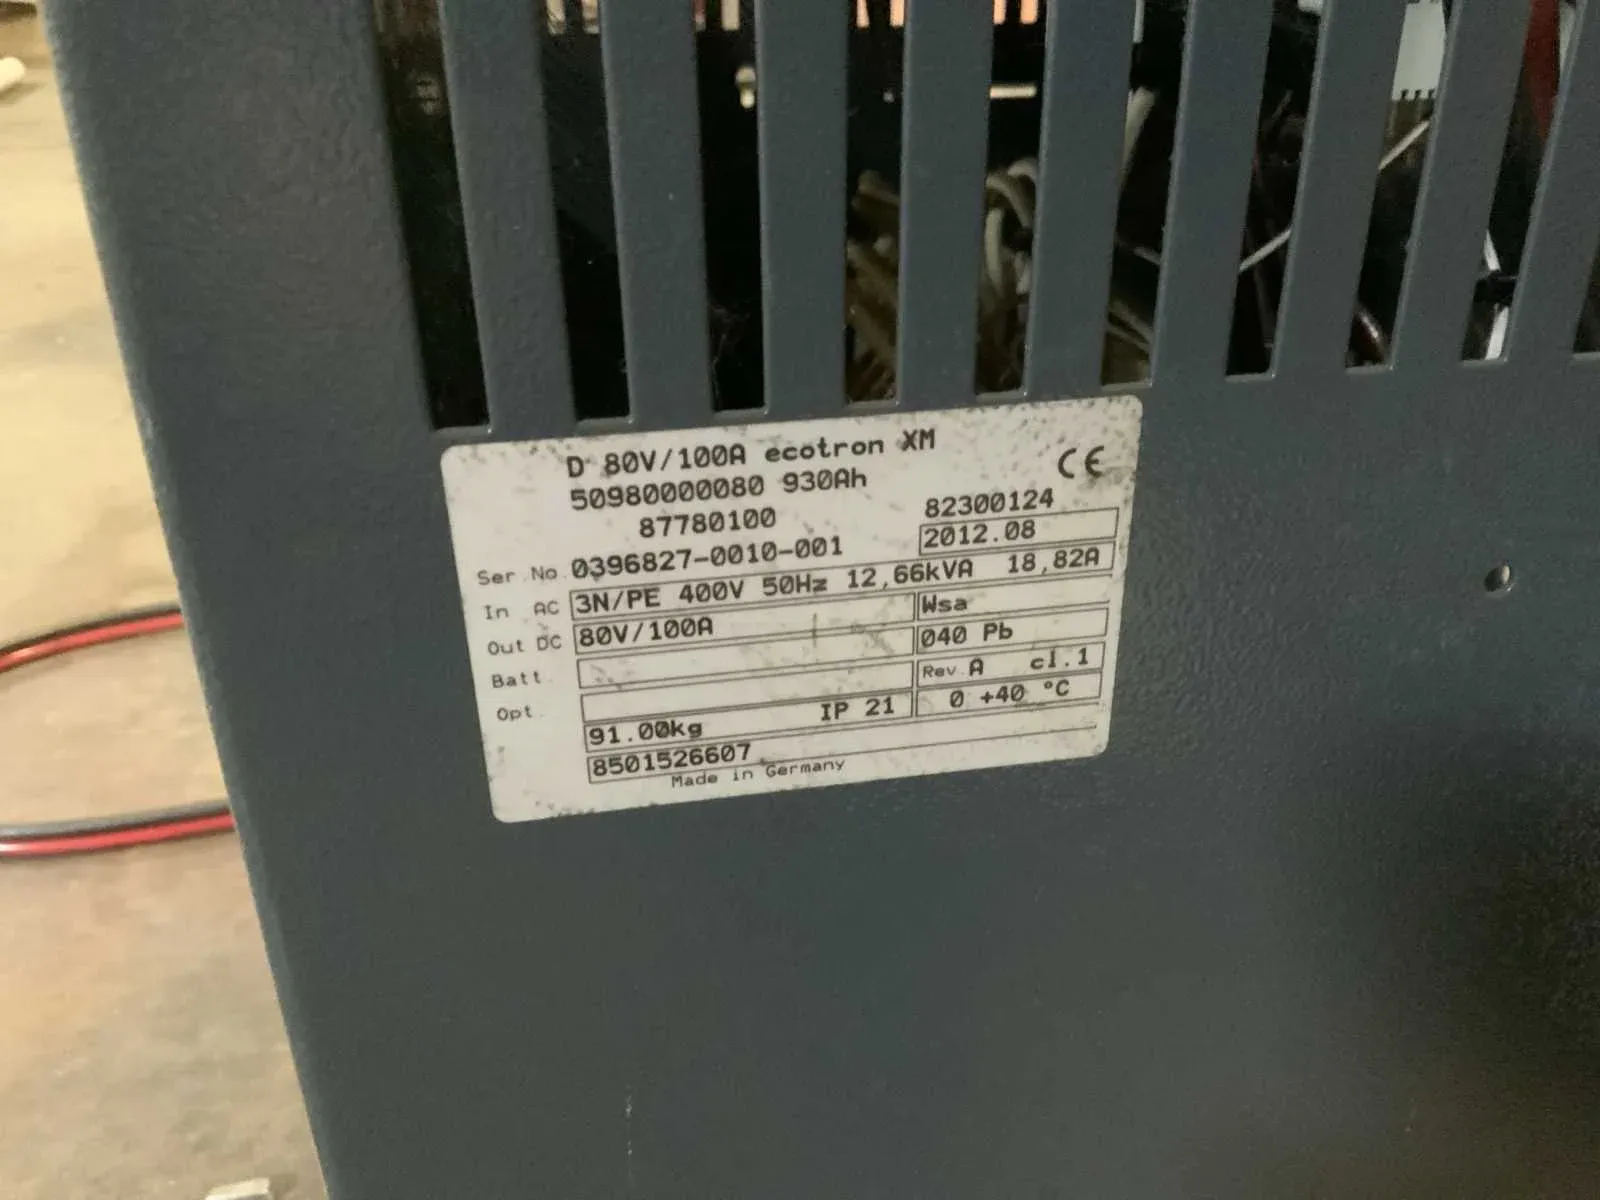 D 80V/100A ecotron XM
CE
50980000080 930Ah
87780100 82300124
Ser.No. 0396827-0010-001 2012.08
In AC 3N/PE 400V 50Hz 12,66kVA 18,82A
Out DC 80V/100A Wsa
Batt. 040 Pb
Opt. Rev.A cl.1
91.00kg IP 21 0 +40 °C
8501526607
Made in Germany